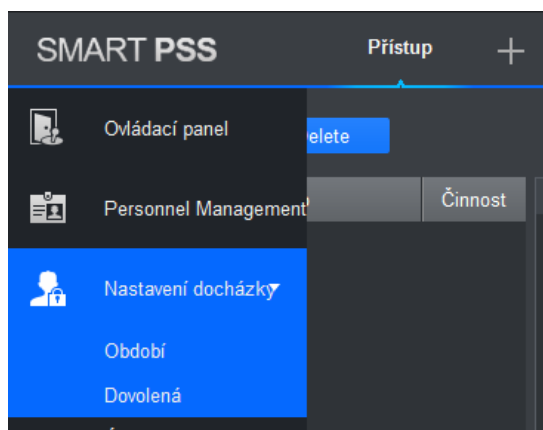 SMART PSS
Přístup
Ovládací panel
elete
Personnel Management
Činnost
Nastavení docházky
Období
Dovolená